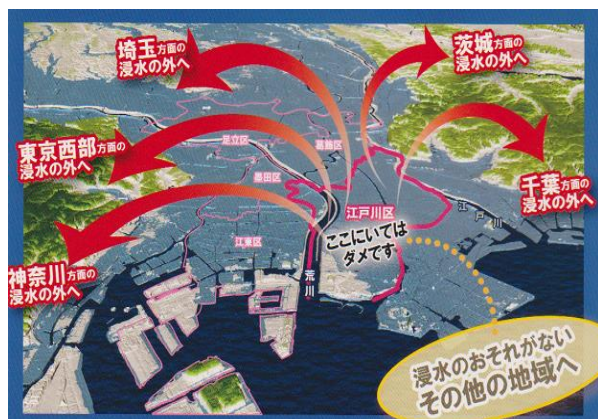 埼玉方面の
浸水の外へ
茨城方面の
浸水の外へ
東京西部方面の
浸水の外へ
千葉方面の
浸水の外へ
神奈川方面の
浸水の外へ
足立区
葛飾区
墨田区
江戸川区
江東区
ここにいては
ダメです
荒川
江戸川
浸水のおそれがない
その他の地域へ